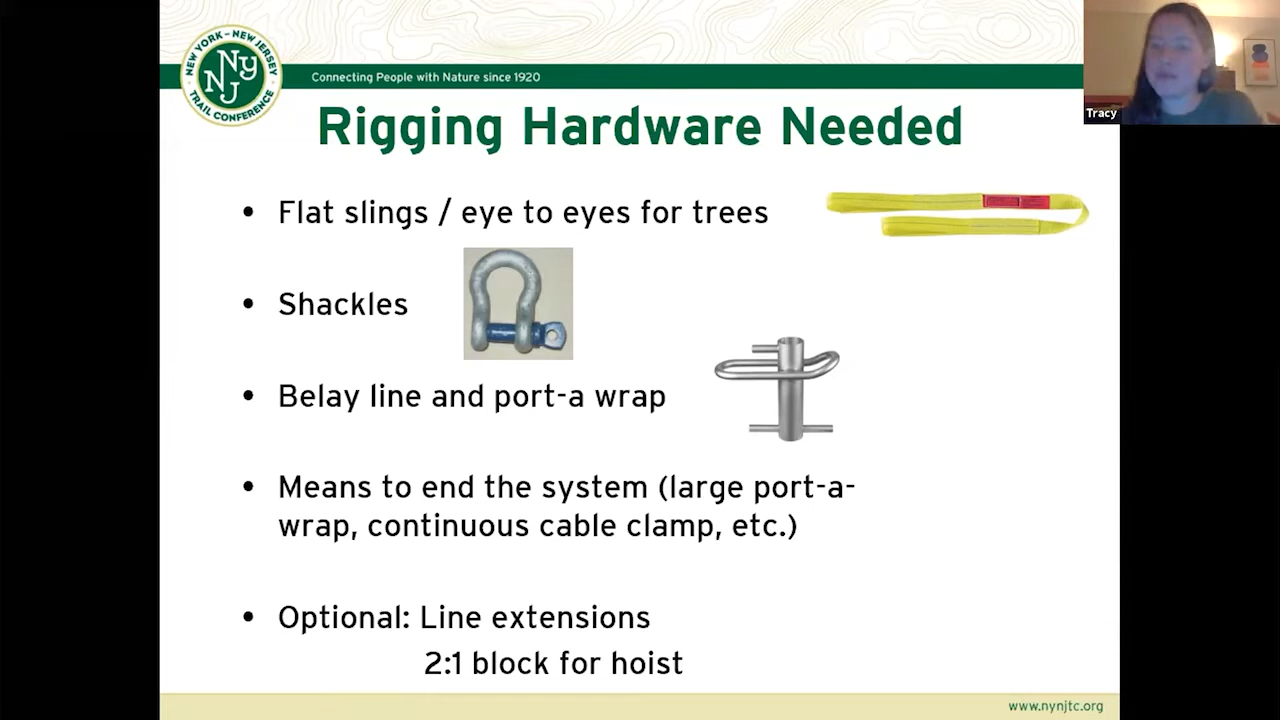 NEW YORK – NEW JERSEY
NY
NJ
TRAIL CONFERENCE
Connecting People with Nature since 1920
Tracy
Rigging Hardware Needed
• Flat slings / eye to eyes for trees
• Shackles
• Belay line and port-a wrap
• Means to end the system (large port-a-
wrap, continuous cable clamp, etc.)
• Optional: Line extensions
2:1 block for hoist
www.nynjtc.org